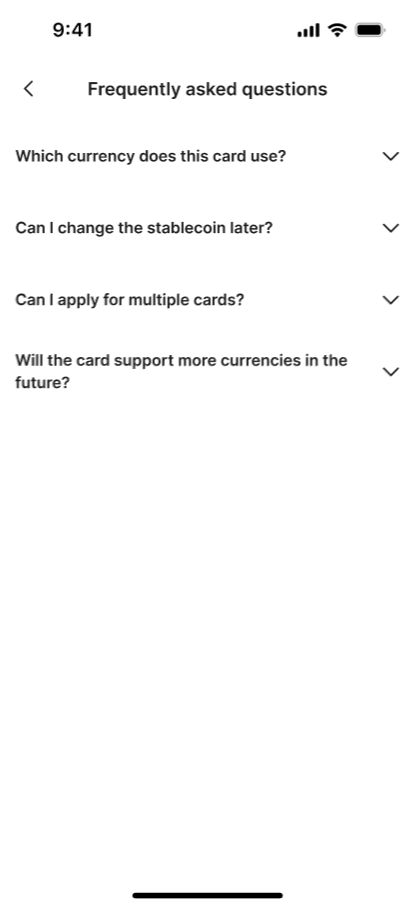 9:41
Frequently asked questions
Which currency does this card use?
Can I change the stablecoin later?
Can I apply for multiple cards?
Will the card support more currencies in the
future?